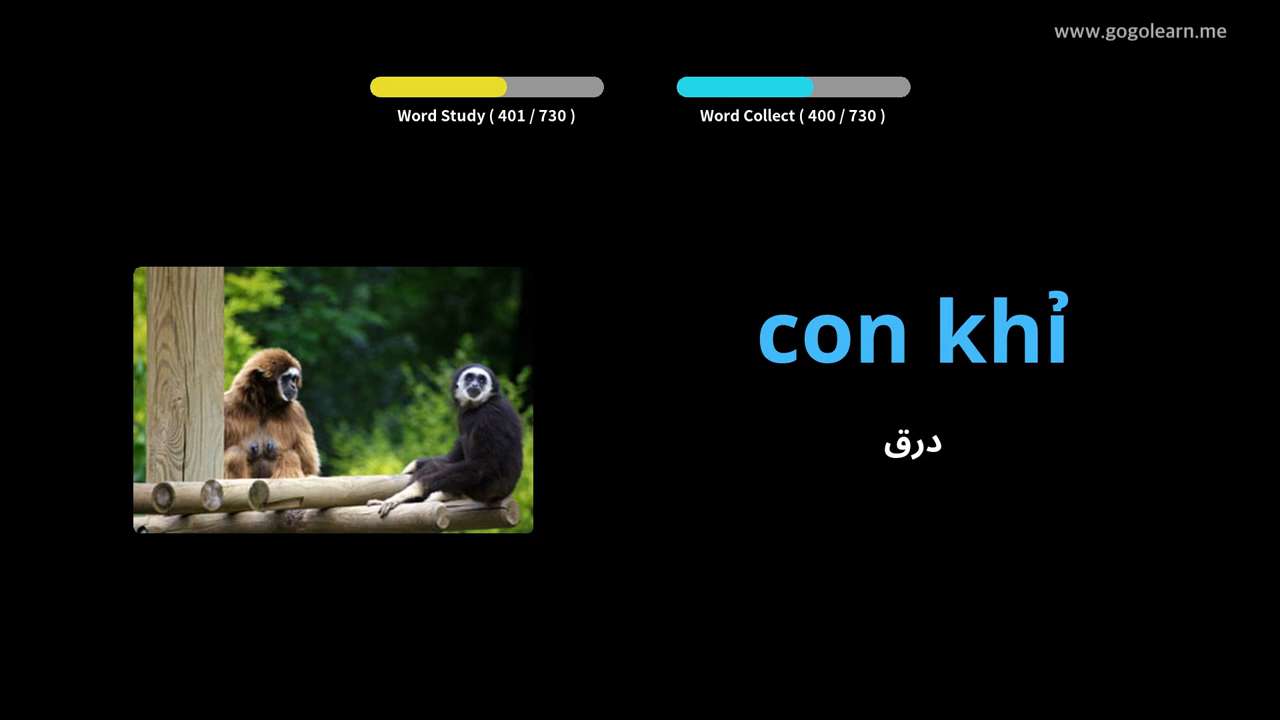 www.gogolearn.me
Word Study ( 401 / 730 )
Word Collect ( 400 / 730 )
con khỉ
درق